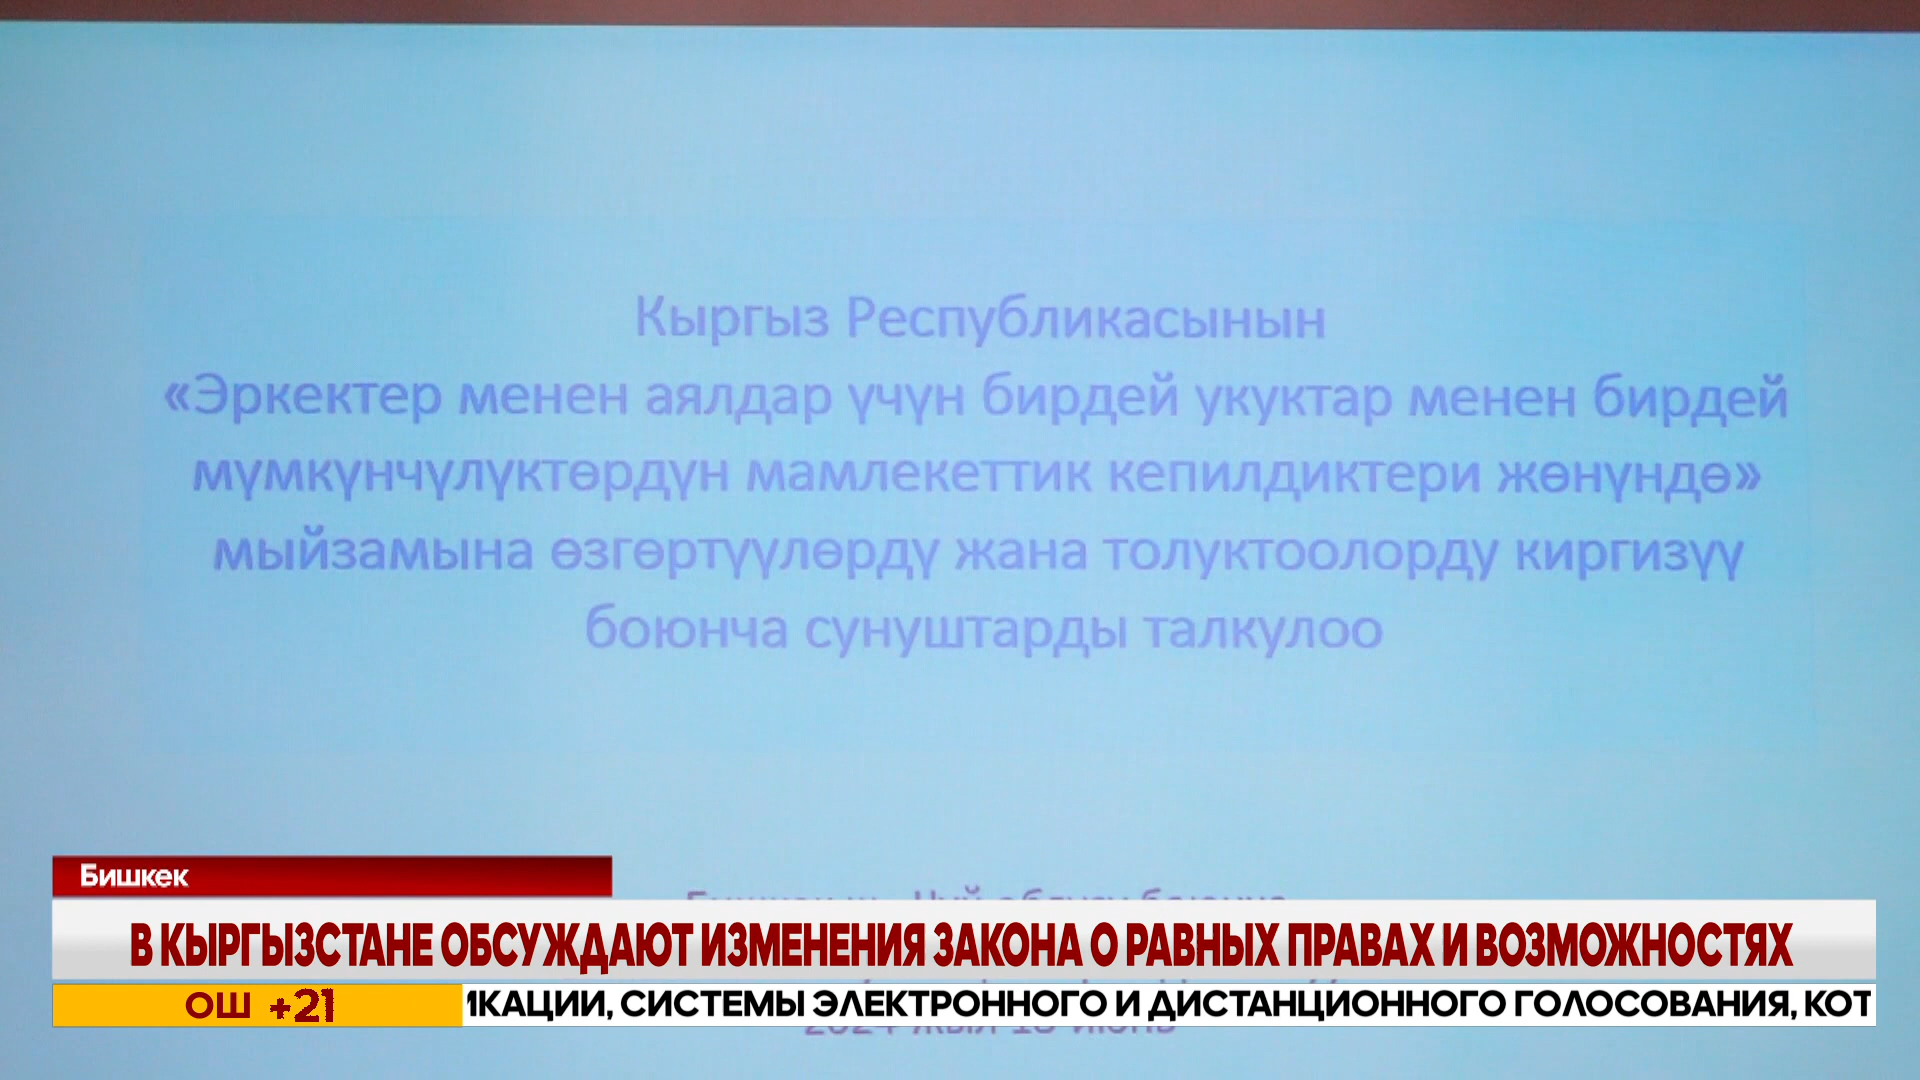 Кыргыз Республикасынын
«Эркектер менен аялдар үчүн бирдей укуктар менен бирдей
мүмкүнчүлүктөрдүн мамлекеттик кепилдиктери жөнүндө»
мыйзамына өзгөртүүлөрдү жана толуктоолорду киргизүү
боюнча сунуштарды талкулоо
Бишкек
В КЫРГЫЗСТАНЕ ОБСУЖДАЮТ ИЗМЕНЕНИЯ ЗАКОНА О РАВНЫХ ПРАВАХ И ВОЗМОЖНОСТЯХ
ОШ +21
ИКАЦИИ, СИСТЕМЫ ЭЛЕКТРОННОГО И ДИСТАНЦИОННОГО ГОЛОСОВАНИЯ, КОТ